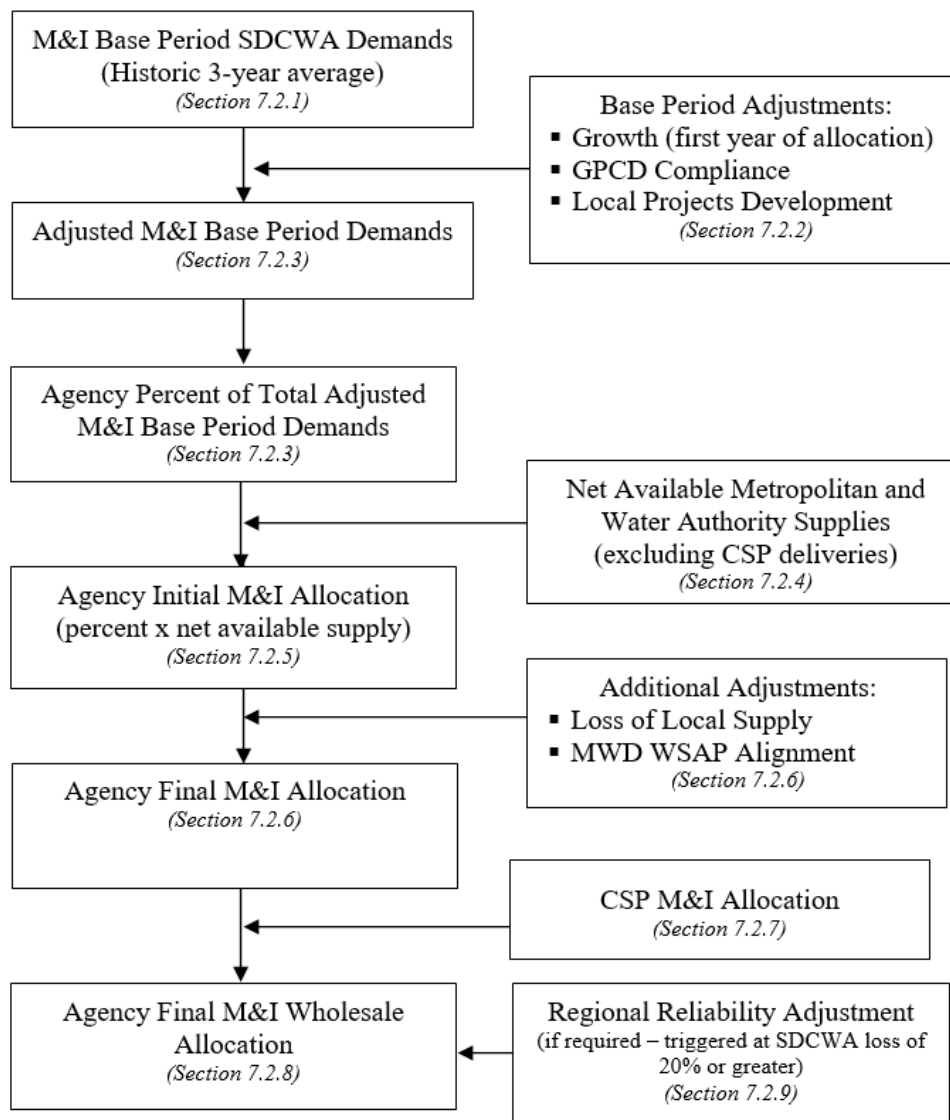 M&I Base Period SDCWA Demands
(Historic 3-year average)
(Section 7.2.1)
Base Period Adjustments:
▪ Growth (first year of allocation)
▪ GPCD Compliance
▪ Local Projects Development
(Section 7.2.2)
Adjusted M&I Base Period Demands
(Section 7.2.3)
Agency Percent of Total Adjusted
M&I Base Period Demands
(Section 7.2.3)
Net Available Metropolitan and
Water Authority Supplies
(excluding CSP deliveries)
(Section 7.2.4)
Agency Initial M&I Allocation
(percent x net available supply)
(Section 7.2.5)
Additional Adjustments:
▪ Loss of Local Supply
▪ MWD WSAP Alignment
(Section 7.2.6)
Agency Final M&I Allocation
(Section 7.2.6)
CSP M&I Allocation
(Section 7.2.7)
Agency Final M&I Wholesale
Allocation
(Section 7.2.8)
Regional Reliability Adjustment
(if required – triggered at SDCWA loss of
20% or greater)
(Section 7.2.9)